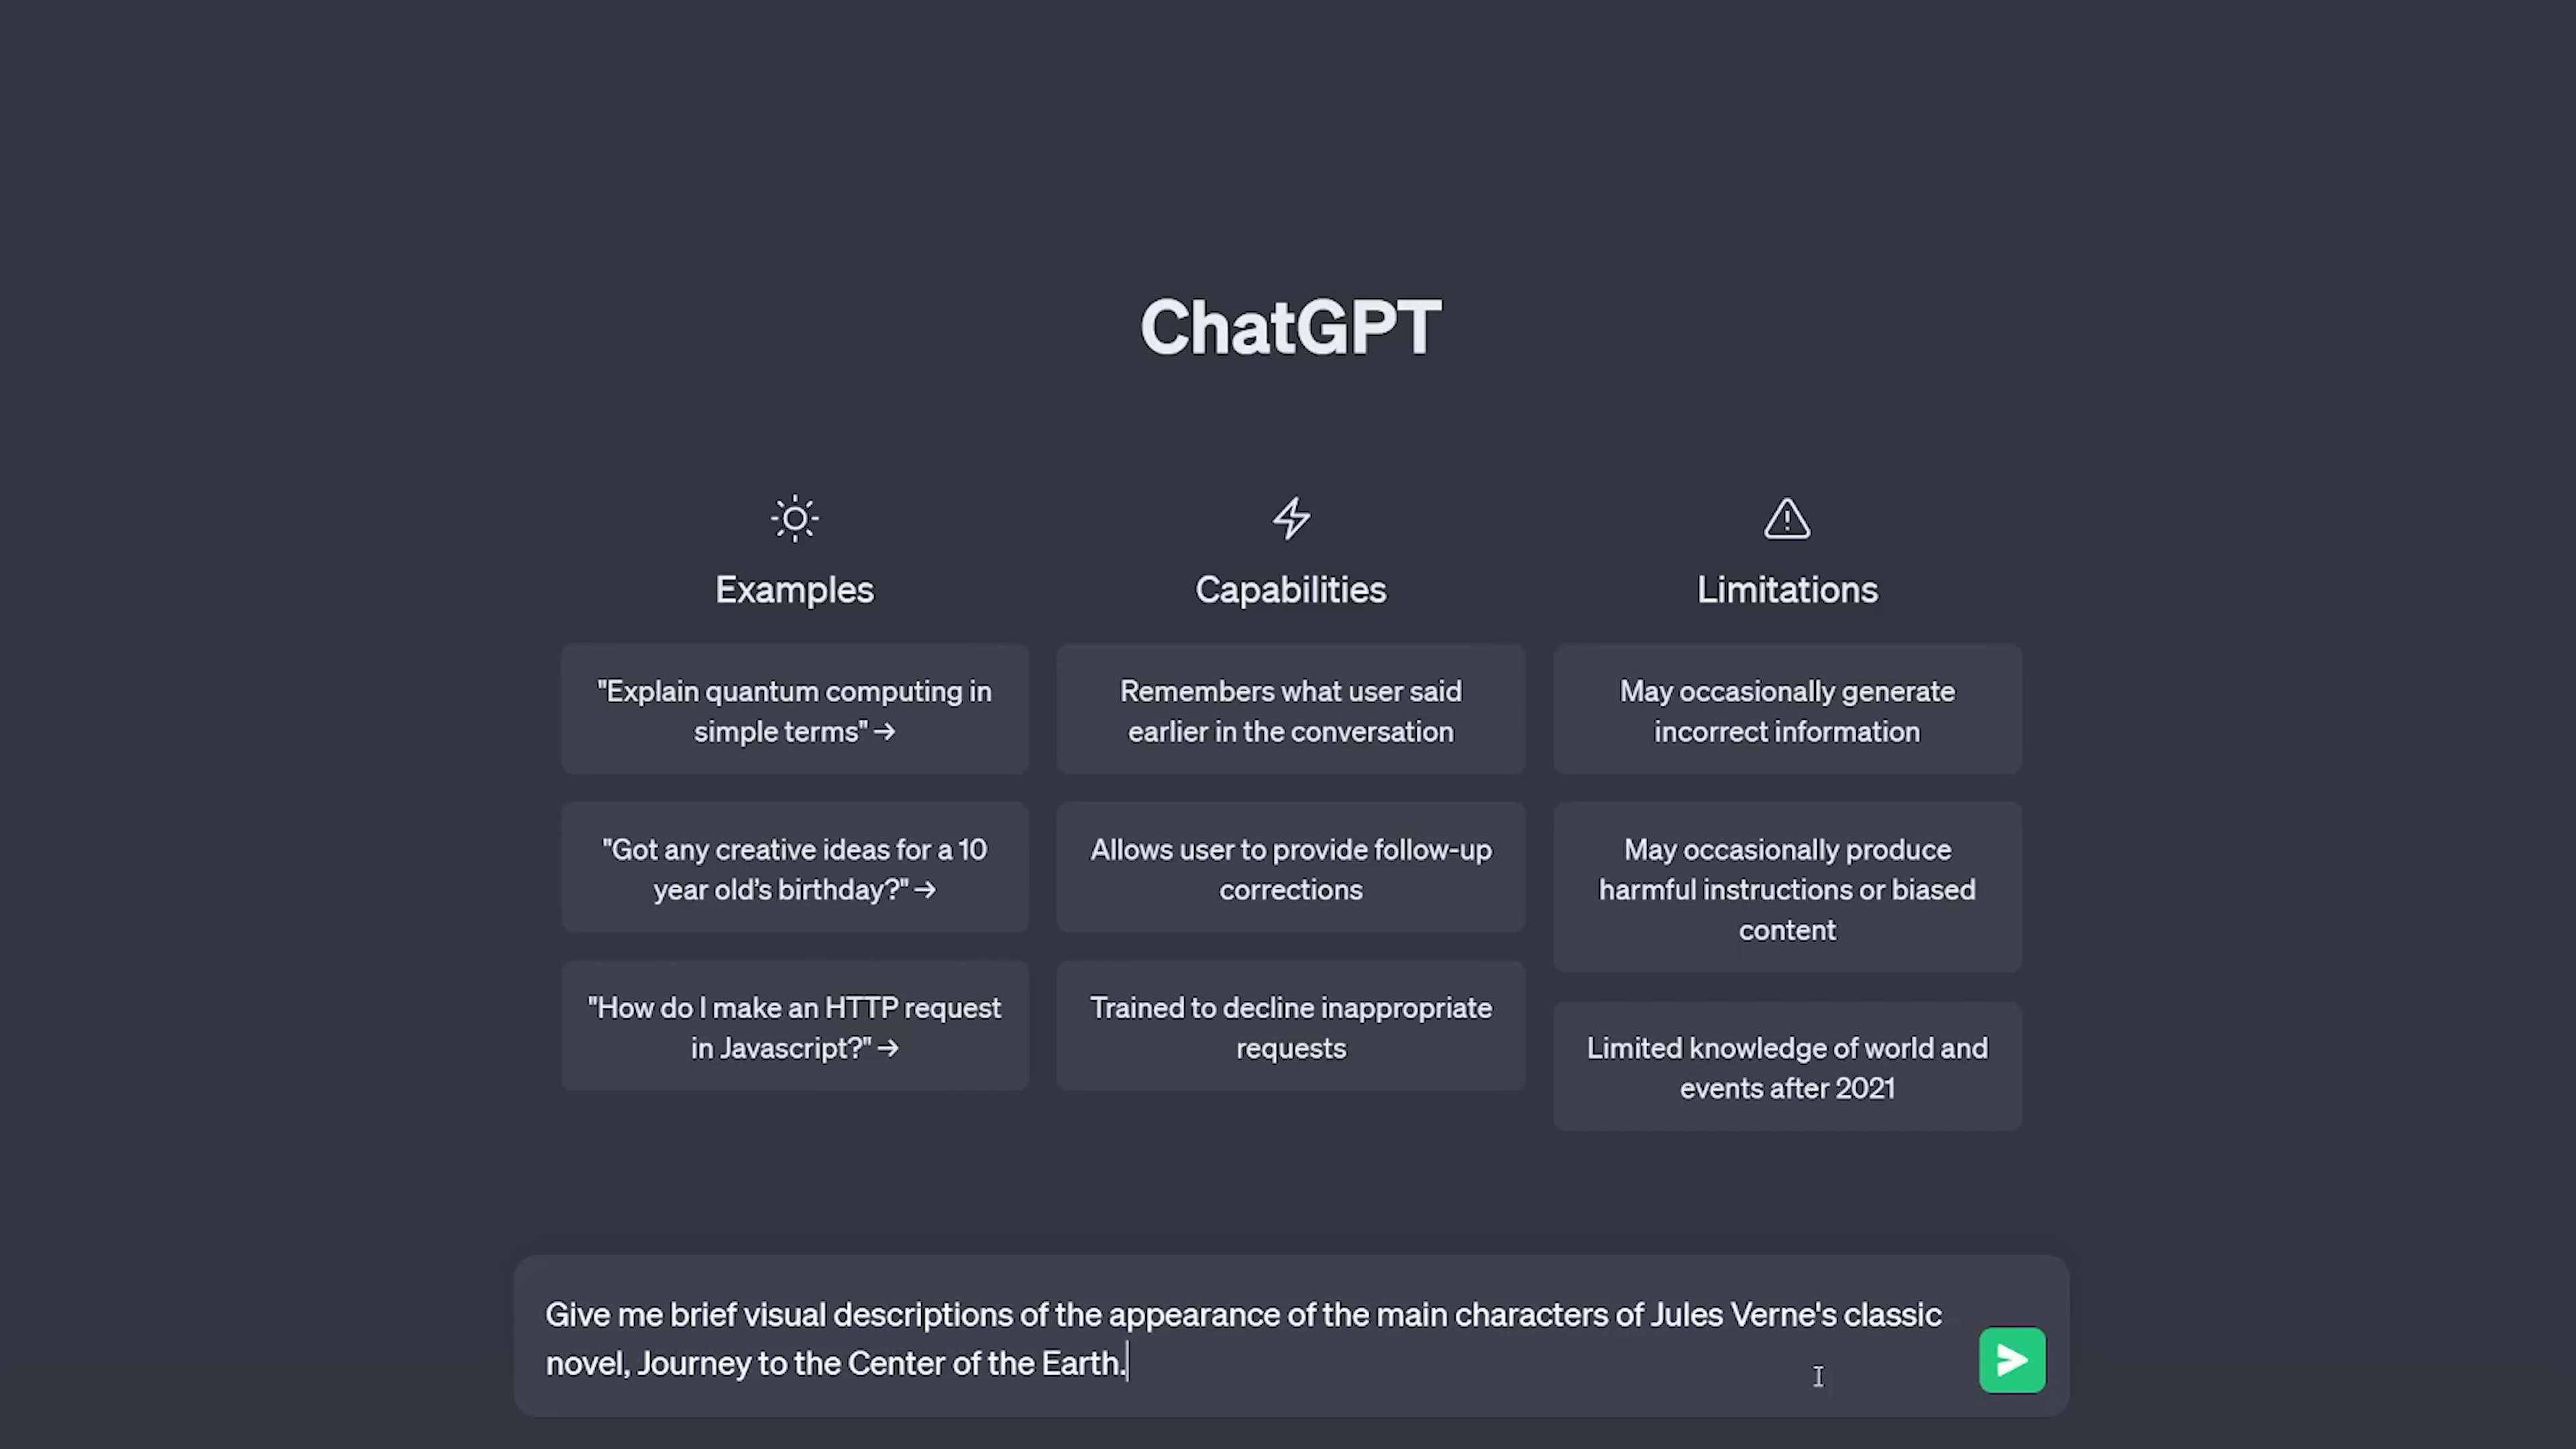 ChatGPT
Examples
"Explain quantum computing in
simple terms" →
"Got any creative ideas for a 10
year old's birthday?" →
"How do I make an HTTP request
in Javascript?" →
Capabilities
Remembers what user said
earlier in the conversation
Allows user to provide follow-up
corrections
Trained to decline inappropriate
requests
Limitations
May occasionally generate
incorrect information
May occasionally produce
harmful instructions or biased
content
Limited knowledge of world and
events after 2021
Give me brief visual descriptions of the appearance of the main characters of Jules Verne's classic
novel, Journey to the Center of the Earth.